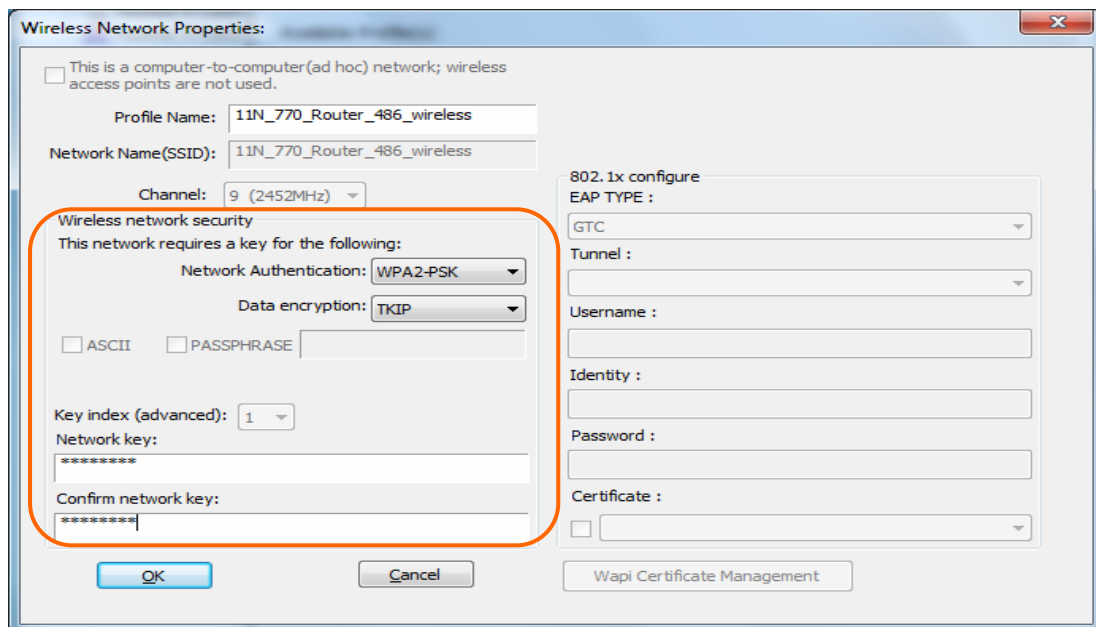 Wireless Network Properties:
This is a computer-to-computer(ad hoc) network; wireless
access points are not used.
Profile Name: 11N_770_Router_486_wireless
Network Name(SSID): 11N_770_Router_486_wireless
Channel: 9 (2452MHz)
Wireless network security
This network requires a key for the following:
Network Authentication: WPA2-PSK
Data encryption: TKIP
ASCII PASSPHRASE
Key index (advanced): 1
Network key:
********
Confirm network key:
********
802.1x configure
EAP TYPE :
GTC
Tunnel :
Username :
Identity :
Password :
Certificate :
OK Cancel Wapi Certificate Management